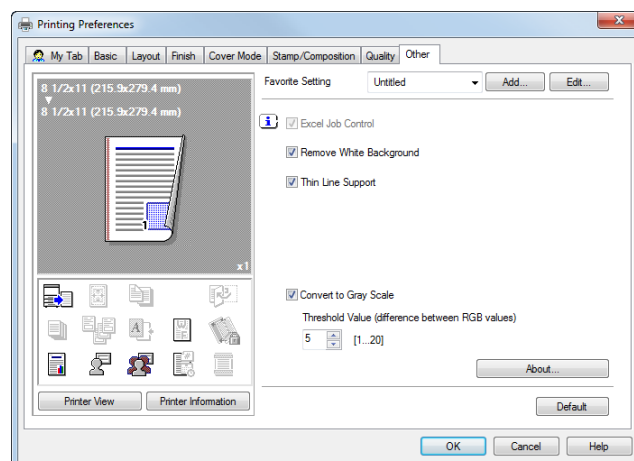 Printing Preferences
My Tab Basic Layout Finish Cover Mode Stamp/Composition Quality Other
8 1/2x11 (215.9x279.4 mm)
8 1/2x11 (215.9x279.4 mm)
1
x1
Favorite Setting Untitled Add... Edit...
Excel Job Control
Remove White Background
Thin Line Support
Convert to Gray Scale
Threshold Value (difference between RGB values)
5 [1...20]
About...
Printer View Printer Information
Default
OK Cancel Help